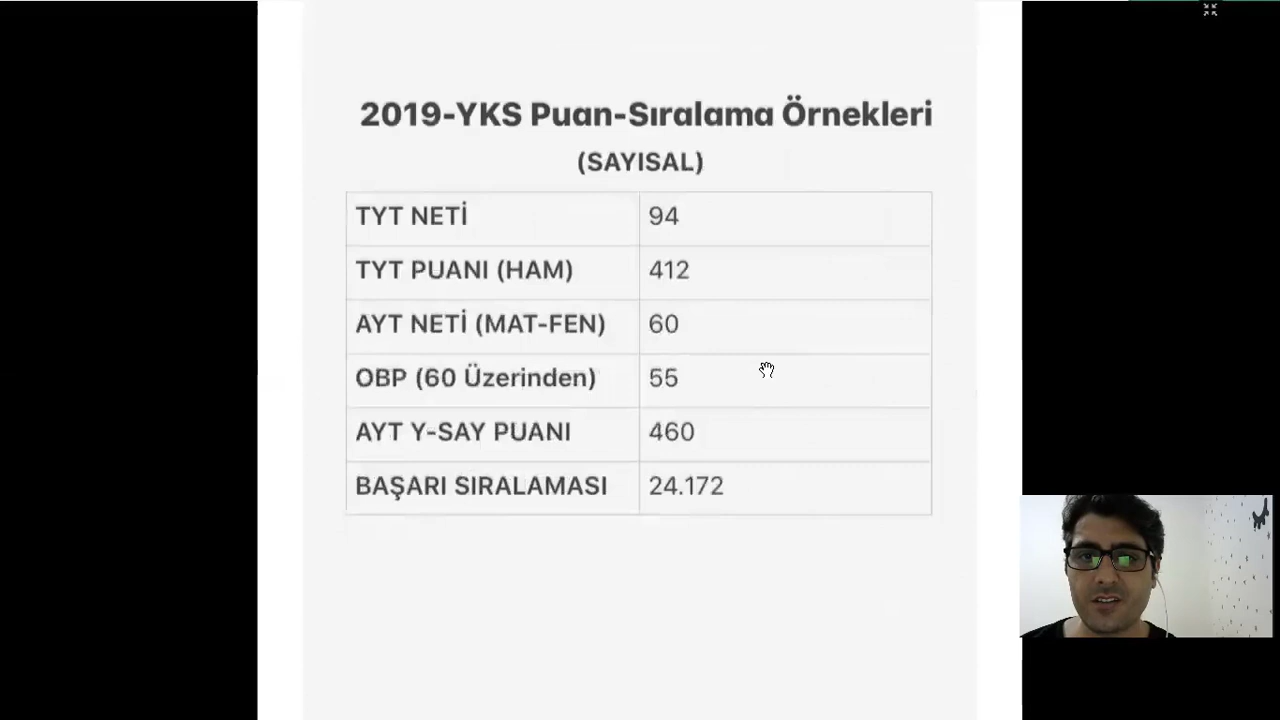 2019-YKS Puan-Sıralama Örnekleri
(SAYISAL)
TYT NETİ 94
TYT PUANI (HAM) 412
AYT NETİ (MAT-FEN) 60
OBP (60 Üzerinden) 55
AYT Y-SAY PUANI 460
BAŞARI SIRALAMASI 24.172